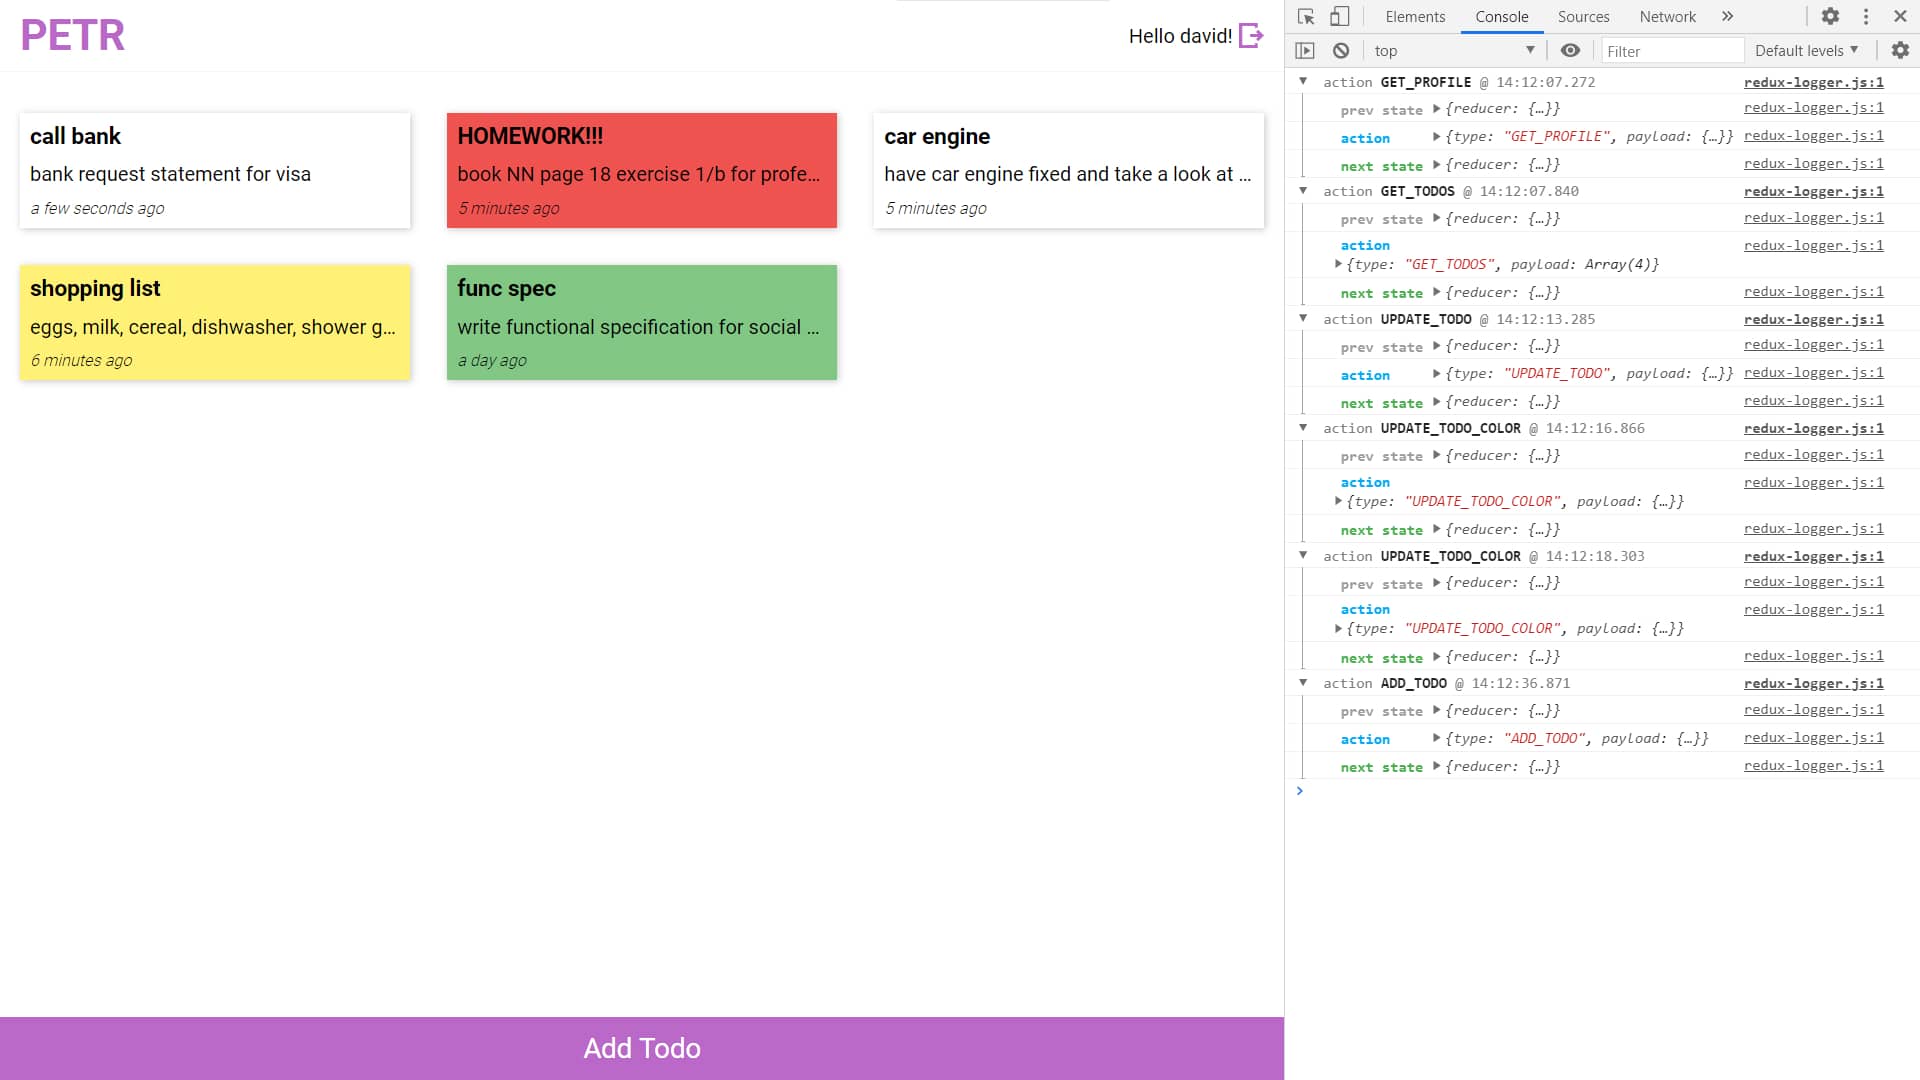 PETR
Hello david!
call bank
bank request statement for visa
a few seconds ago
HOMEWORK!!!
book NN page 18 exercise 1/b for profe...
5 minutes ago
car engine
have car engine fixed and take a look at ...
5 minutes ago
shopping list
eggs, milk, cereal, dishwasher, shower g...
6 minutes ago
func spec
write functional specification for social ...
a day ago
Add Todo
Elements Console Sources Network »
top Filter Default levels
action GET_PROFILE @ 14:12:07.272 redux-logger.js:1
prev state {reducer: {…}} redux-logger.js:1
action {type: "GET_PROFILE", payload: {…}} redux-logger.js:1
next state {reducer: {…}} redux-logger.js:1
action GET_TODOS @ 14:12:07.840 redux-logger.js:1
prev state {reducer: {…}} redux-logger.js:1
action redux-logger.js:1
{type: "GET_TODOS", payload: Array(4)}
next state {reducer: {…}} redux-logger.js:1
action UPDATE_TODO @ 14:12:13.285 redux-logger.js:1
prev state {reducer: {…}} redux-logger.js:1
action {type: "UPDATE_TODO", payload: {…}} redux-logger.js:1
next state {reducer: {…}} redux-logger.js:1
action UPDATE_TODO_COLOR @ 14:12:16.866 redux-logger.js:1
prev state {reducer: {…}} redux-logger.js:1
action redux-logger.js:1
{type: "UPDATE_TODO_COLOR", payload: {…}}
next state {reducer: {…}} redux-logger.js:1
action UPDATE_TODO_COLOR @ 14:12:18.303 redux-logger.js:1
prev state {reducer: {…}} redux-logger.js:1
action redux-logger.js:1
{type: "UPDATE_TODO_COLOR", payload: {…}}
next state {reducer: {…}} redux-logger.js:1
action ADD_TODO @ 14:12:36.871 redux-logger.js:1
prev state {reducer: {…}} redux-logger.js:1
action {type: "ADD_TODO", payload: {…}} redux-logger.js:1
next state {reducer: {…}} redux-logger.js:1